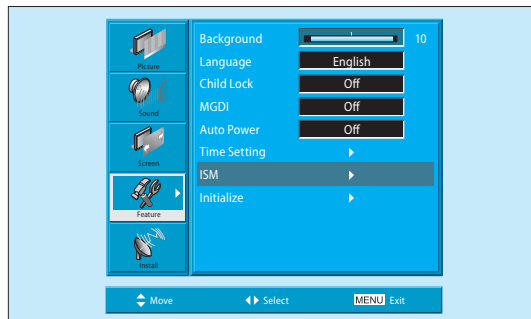 Picture
Sound
Screen
Feature
Install
Background 10
Language English
Child Lock Off
MGDI Off
Auto Power Off
Time Setting
ISM
Initialize
Move Select MENU Exit